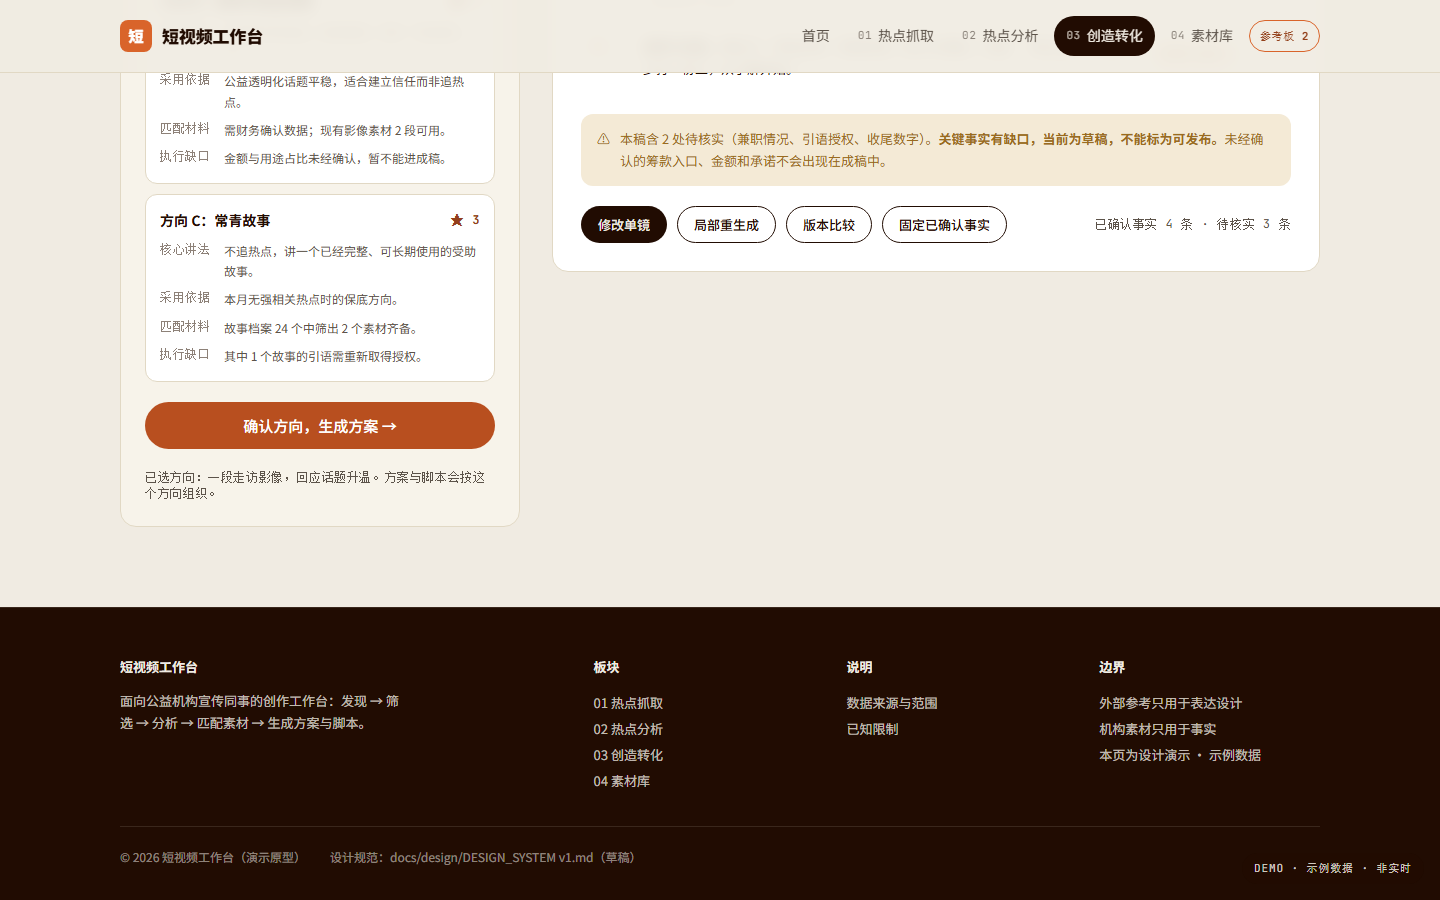 短 短视频工作台
首页 01 热点抓取 02 热点分析 03 创造转化 04 素材库 参考板 2
采用依据 公益透明化话题平稳，适合建立信任而非追热
点。
匹配材料 需财务确认数据；现有影像素材 2 段可用。
执行缺口 金额与用途占比未经确认，暂不能进成稿。
方向 C：常青故事 ★ 3
核心讲法 不追热点，讲一个已经完整、可长期使用的受助
故事。
采用依据 本月无强相关热点时的保底方向。
匹配材料 故事档案 24 个中筛出 2 个素材齐备。
执行缺口 其中 1 个故事的引语需重新取得授权。
确认方向，生成方案 →
已选方向：一段走访影像，回应话题升温。方案与脚本会按这
个方向组织。
⚠ 本稿含 2 处待核实（兼职情况、引语授权、收尾数字）。关键事实有缺口，当前为草稿，不能标为可发布。未经确
认的筹款入口、金额和承诺不会出现在成稿中。
修改单镜 局部重生成 版本比较 固定已确认事实 已确认事实 4 条 · 待核实 3 条
短视频工作台
面向公益机构宣传同事的创作工作台：发现 → 筛
选 → 分析 → 匹配素材 → 生成方案与脚本。
板块
01 热点抓取
02 热点分析
03 创造转化
04 素材库
说明
数据来源与范围
已知限制
边界
外部参考只用于表达设计
机构素材只用于事实
本页为设计演示 · 示例数据
© 2026 短视频工作台（演示原型） 设计规范：docs/design/DESIGN_SYSTEM v1.md（草稿）
DEMO · 示例数据 · 非实时